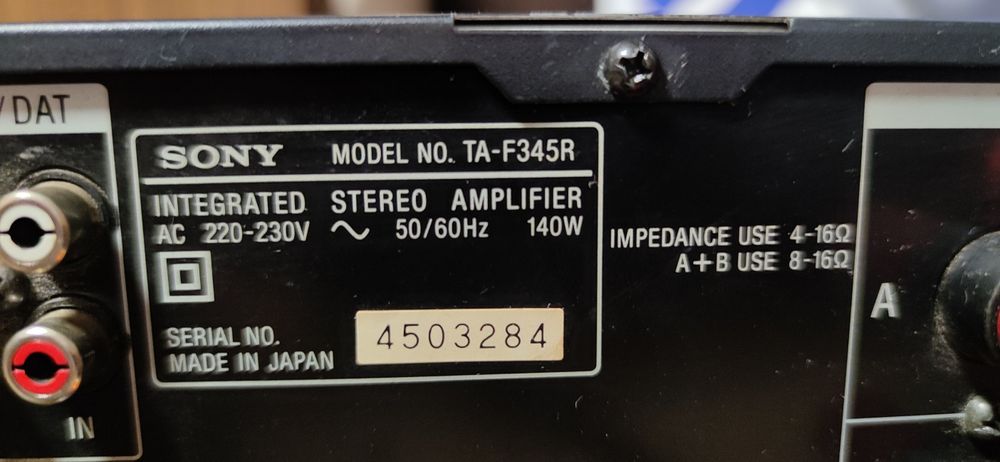 /DAT
SONY MODEL NO. TA-F345R
INTEGRATED STEREO AMPLIFIER
AC 220-230V ~ 50/60Hz 140W
SERIAL NO. 4503284
MADE IN JAPAN
IMPEDANCE USE 4-16Ω
A+B USE 8-16Ω
A
IN